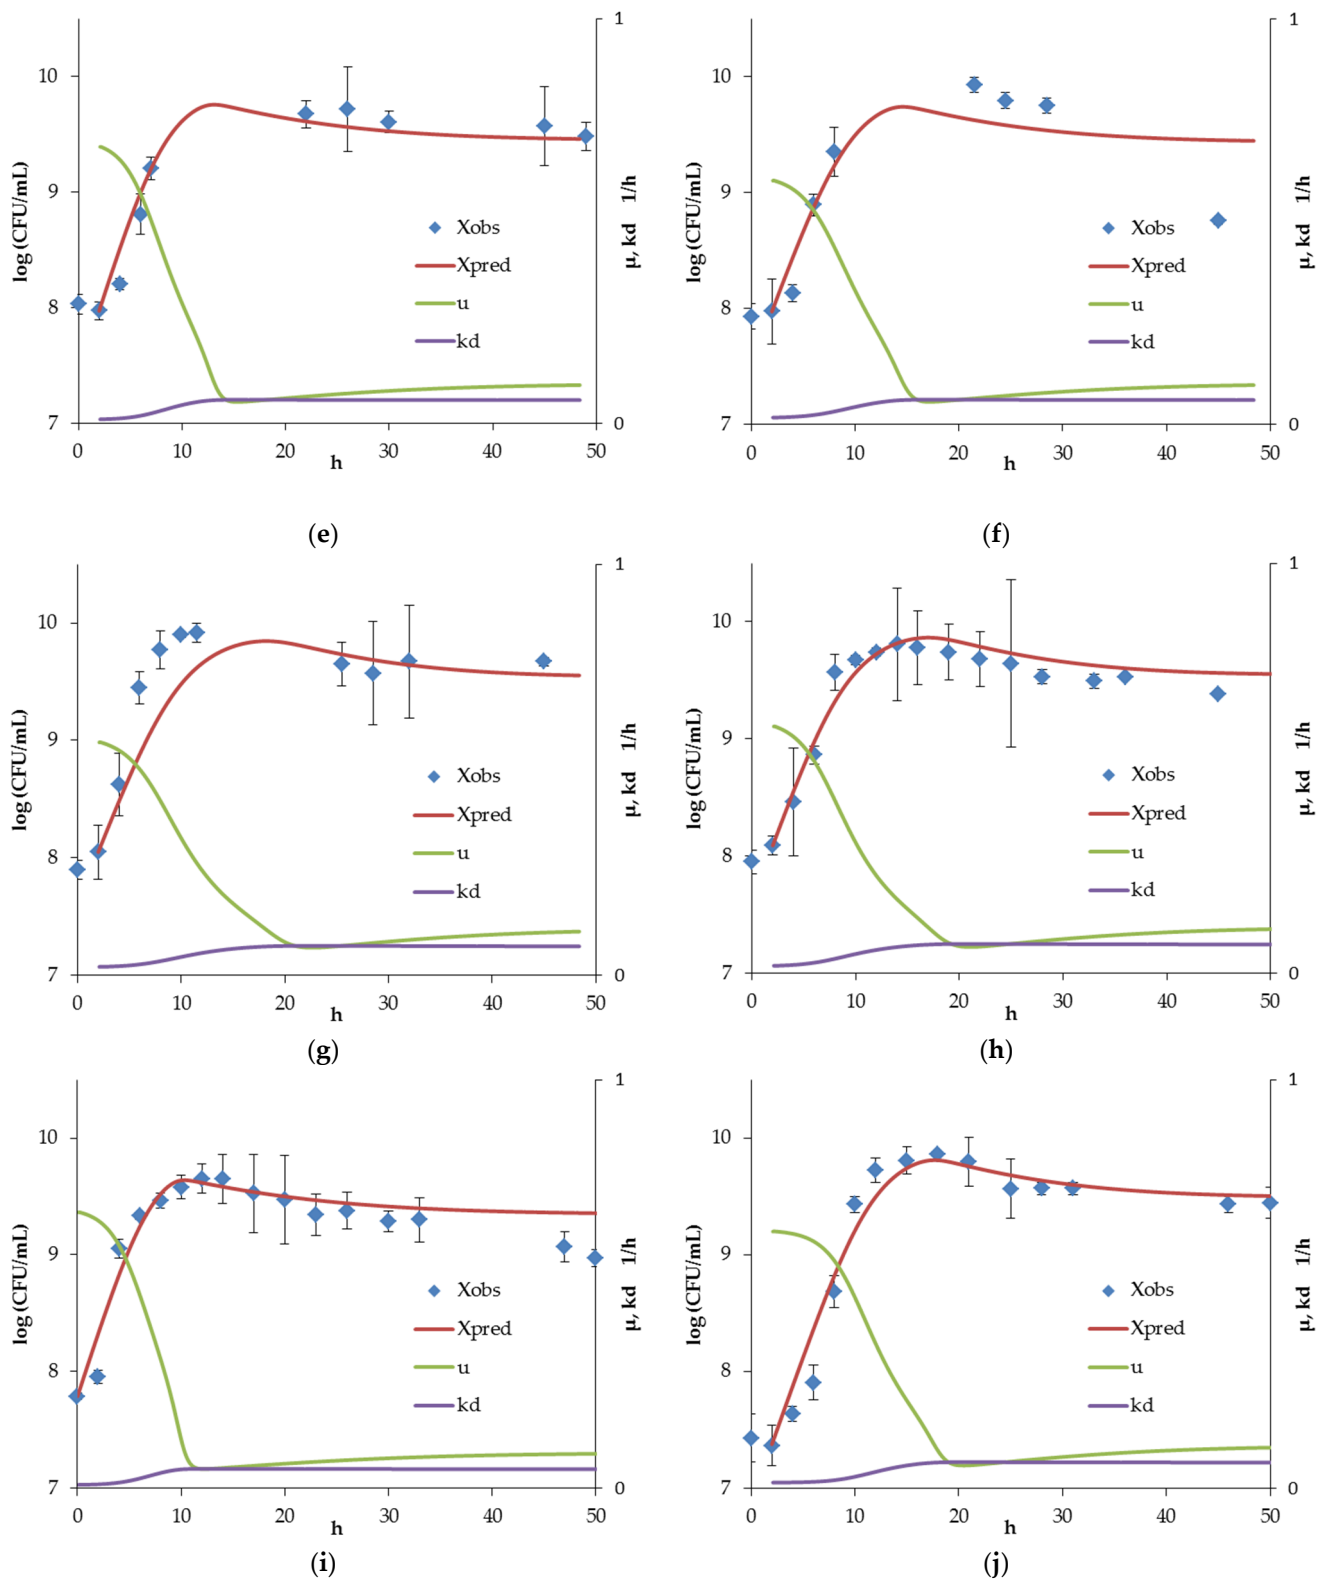 10
9
8
7
log (CFU/mL)
0 10 20 30 40 50
h
1
0
μ, kd 1/h
Xobs
Xpred
u
kd
(e)
10
9
8
7
log (CFU/mL)
0 10 20 30 40 50
h
1
0
μ, kd 1/h
Xobs
Xpred
u
kd
(f)
10
9
8
7
log (CFU/mL)
0 10 20 30 40 50
h
1
0
μ, kd 1/h
Xobs
Xpred
u
kd
(g)
10
9
8
7
log (CFU/mL)
0 10 20 30 40 50
h
1
0
μ, kd 1/h
Xobs
Xpred
u
kd
(h)
10
9
8
7
log (CFU/mL)
0 10 20 30 40 50
h
1
0
μ, kd 1/h
Xobs
Xpred
u
kd
(i)
10
9
8
7
log (CFU/mL)
0 10 20 30 40 50
h
1
0
μ, kd 1/h
Xobs
Xpred
u
kd
(j)